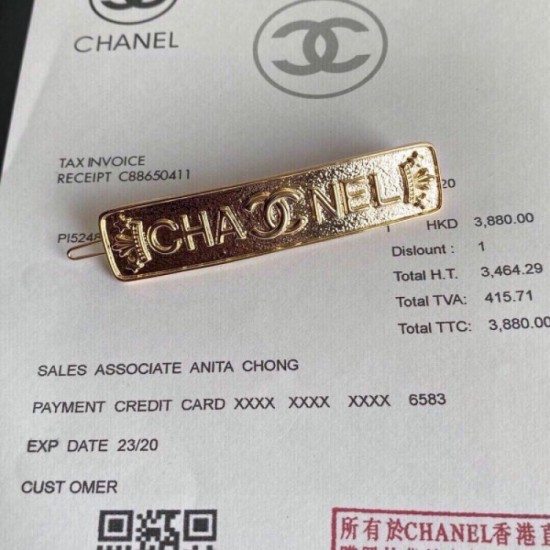 CHANEL
TAX INVOICE
RECEIPT C88650411
20
CHA NEL
HKD 3,880.00
Dislount : 1
Total H.T. 3,464.29
Total TVA: 415.71
Total TTC: 3,880.00
SALES ASSOCIATE ANITA CHONG
PAYMENT CREDIT CARD XXXX XXXX XXXX 6583
EXP DATE 23/20
CUST OMER
所有於CHANEL香港直